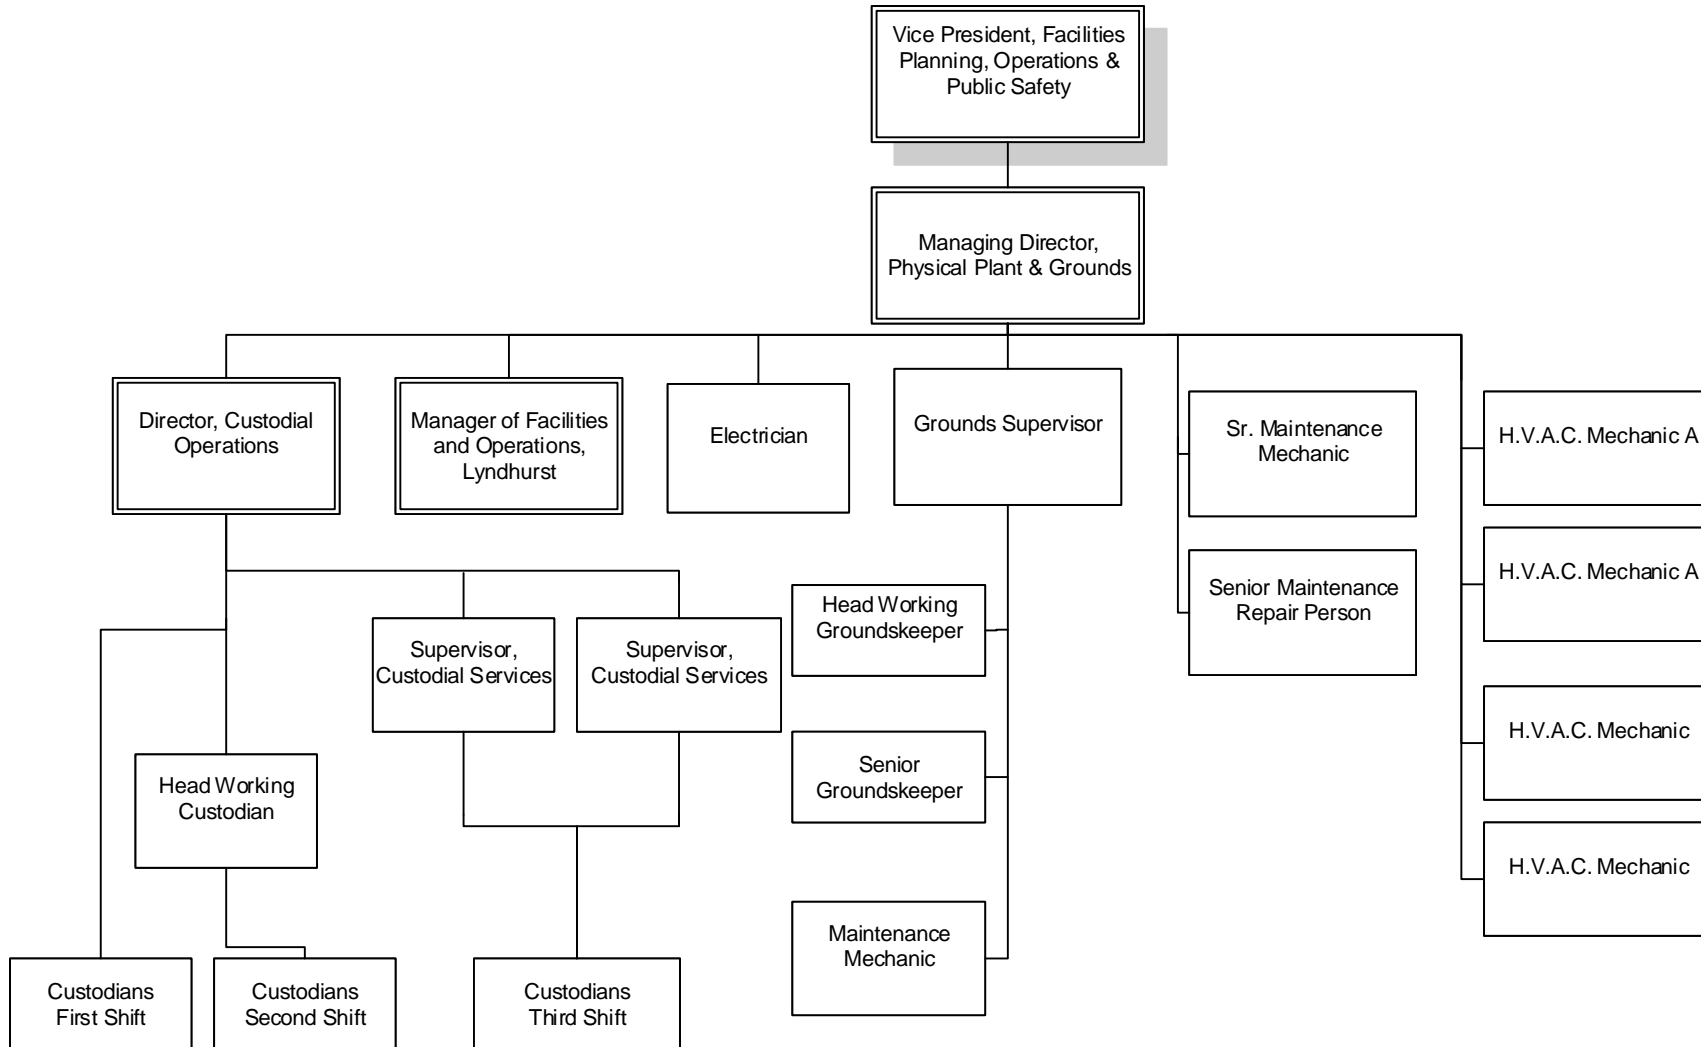 Vice President, Facilities
Planning, Operations &
Public Safety
Managing Director,
Physical Plant & Grounds
Director, Custodial
Operations
Manager of Facilities
and Operations,
Lyndhurst
Electrician
Grounds Supervisor
Sr. Maintenance
Mechanic
H.V.A.C. Mechanic A
H.V.A.C. Mechanic A
Senior Maintenance
Repair Person
Head Working
Groundskeeper
Supervisor,
Custodial Services
Supervisor,
Custodial Services
H.V.A.C. Mechanic
Senior
Groundskeeper
Head Working
Custodian
H.V.A.C. Mechanic
Maintenance
Mechanic
Custodians
First Shift
Custodians
Second Shift
Custodians
Third Shift